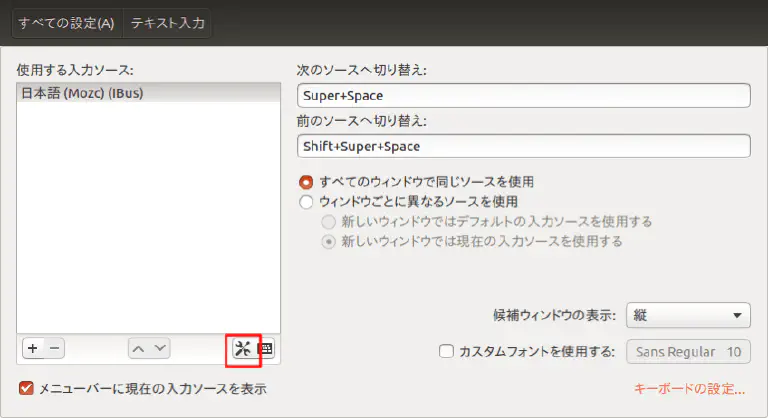 すべての設定(A) テキスト入力
使用する入力ソース:
日本語 (Mozc) (IBus)
次のソースへ切り替え:
Super+Space
前のソースへ切り替え:
Shift+Super+Space
すべてのウィンドウで同じソースを使用
ウィンドウごとに異なるソースを使用
新しいウィンドウではデフォルトの入力ソースを使用する
新しいウィンドウでは現在の入力ソースを使用する
候補ウィンドウの表示: 縦
カスタムフォントを使用する: Sans Regular 10
メニューバーに現在の入力ソースを表示
キーボードの設定...